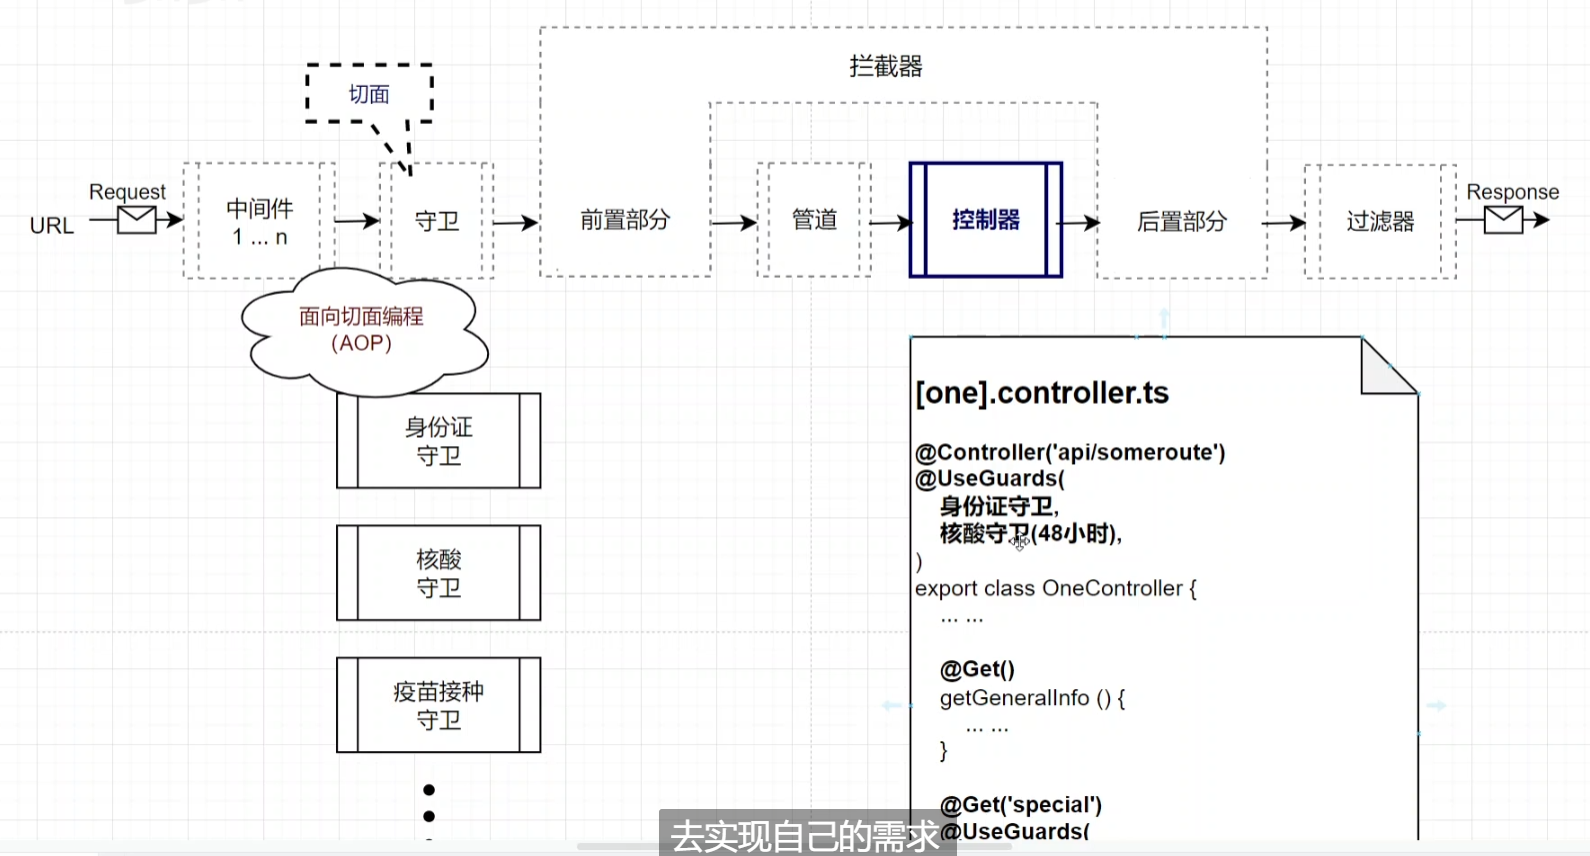 拦截器
切面
URL
Request
中间件
1 ... n
守卫
前置部分
管道
控制器
后置部分
过滤器
Response
面向切面编程
(AOP)
身份证
守卫
核酸
守卫
疫苗接种
守卫
[one].controller.ts
@Controller('api/someroute')
@UseGuards(
身份证守卫,
核酸守卫(48小时),
)
export class OneController {
... ...
@Get()
getGeneralInfo () {
... ...
}
@Get('special')
@UseGuards(
去实现自己的需求